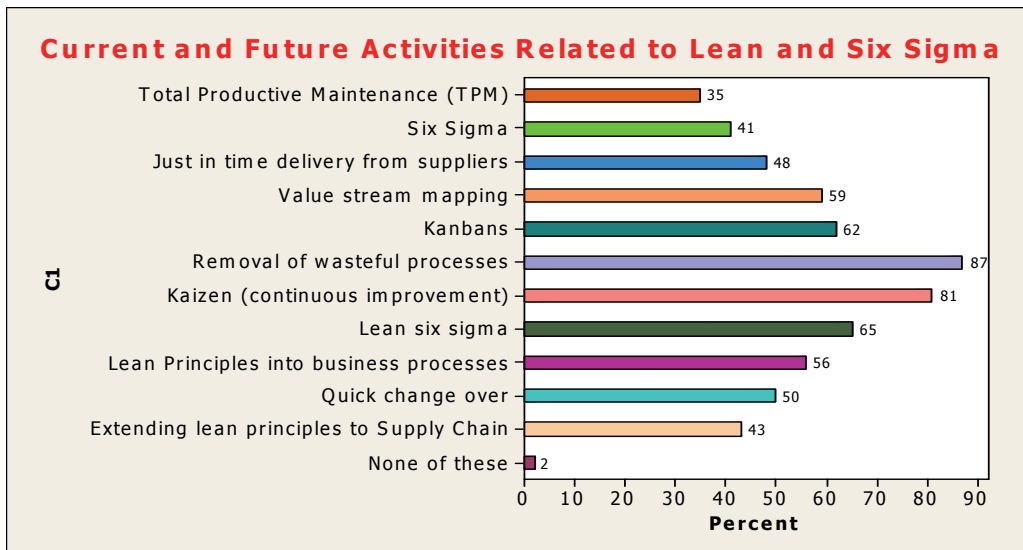 Current and Future Activities Related to Lean and Six Sigma
Total Productive Maintenance (TPM) 35
Six Sigma 41
Just in time delivery from suppliers 48
Value stream mapping 59
Kanbans 62
Removal of wasteful processes 87
Kaizen (continuous improvement) 81
Lean six sigma 65
Lean Principles into business processes 56
Quick change over 50
Extending lean principles to Supply Chain 43
None of these 2
C1
0 10 20 30 40 50 60 70 80 90
Percent